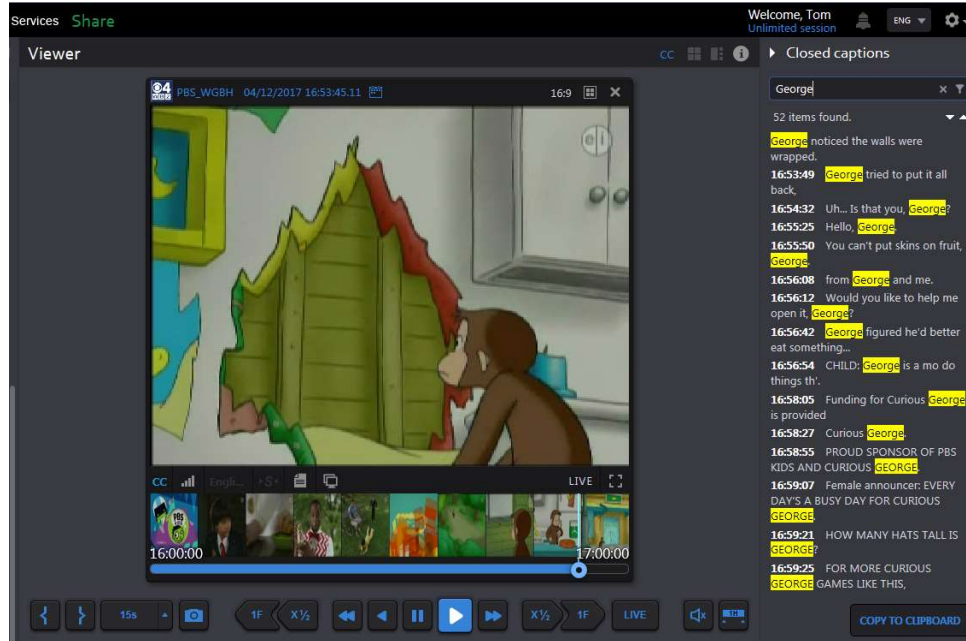 Services Share
Welcome, Tom
Unlimited session
ENG
Viewer
CC
Closed captions
PBS_WGBH 04/12/2017 16:53:45.11
16:9
George
52 items found.
George noticed the walls were
wrapped.
16:53:49 George tried to put it all
back,
16:54:32 Uh... Is that you, George?
16:55:25 Hello, George.
16:55:50 You can't put skins on fruit,
George.
16:56:08 from George and me.
16:56:12 Would you like to help me
open it, George?
16:56:42 George figured he'd better
eat something...
16:56:54 CHILD: George is a mo do
things th'.
16:58:05 Funding for Curious George
is provided
16:58:27 Curious George.
16:58:55 PROUD SPONSOR OF PBS
KIDS AND CURIOUS GEORGE.
16:59:07 Female announcer: EVERY
DAY'S A BUSY DAY FOR CURIOUS
GEORGE.
16:59:21 HOW MANY HATS TALL IS
GEORGE?
16:59:25 FOR MORE CURIOUS
GEORGE GAMES LIKE THIS,
CC Engli... S LIVE
16:00:00 17:00:00
15s 1F X½ X½ 1F LIVE 1H
COPY TO CLIPBOARD